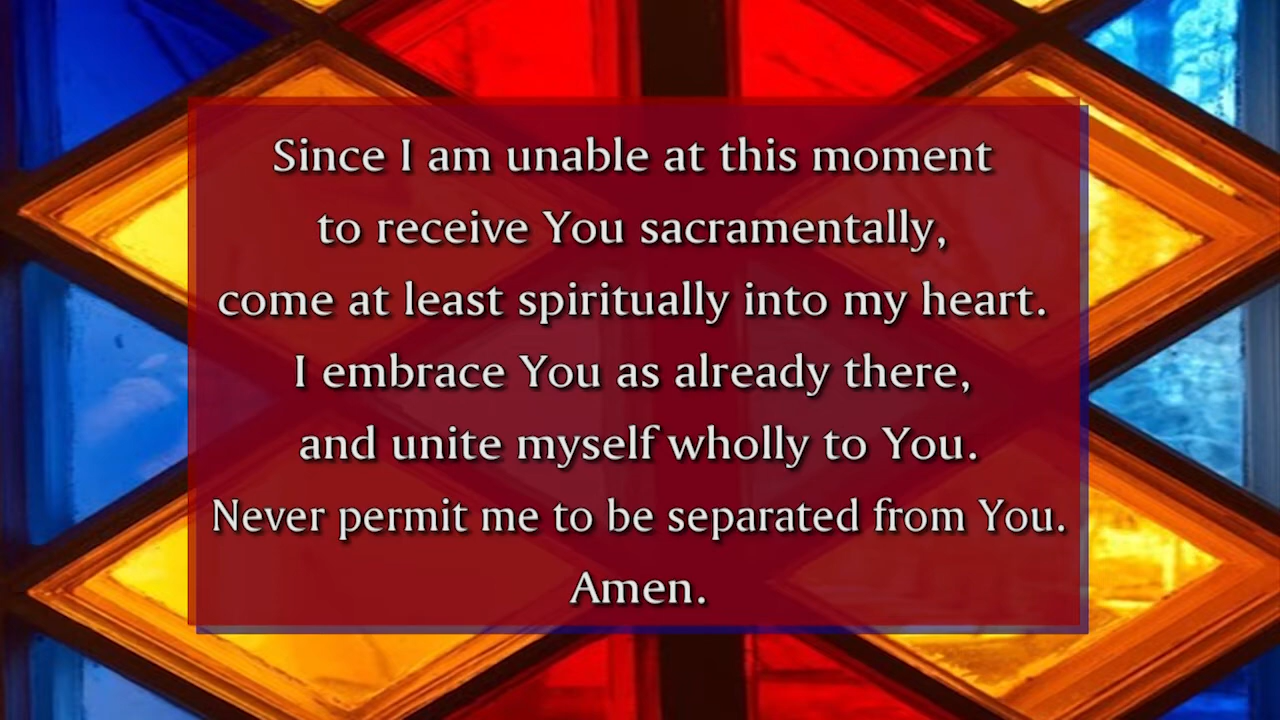 Since I am unable at this moment
to receive You sacramentally,
come at least spiritually into my heart.
I embrace You as already there,
and unite myself wholly to You.
Never permit me to be separated from You.
Amen.